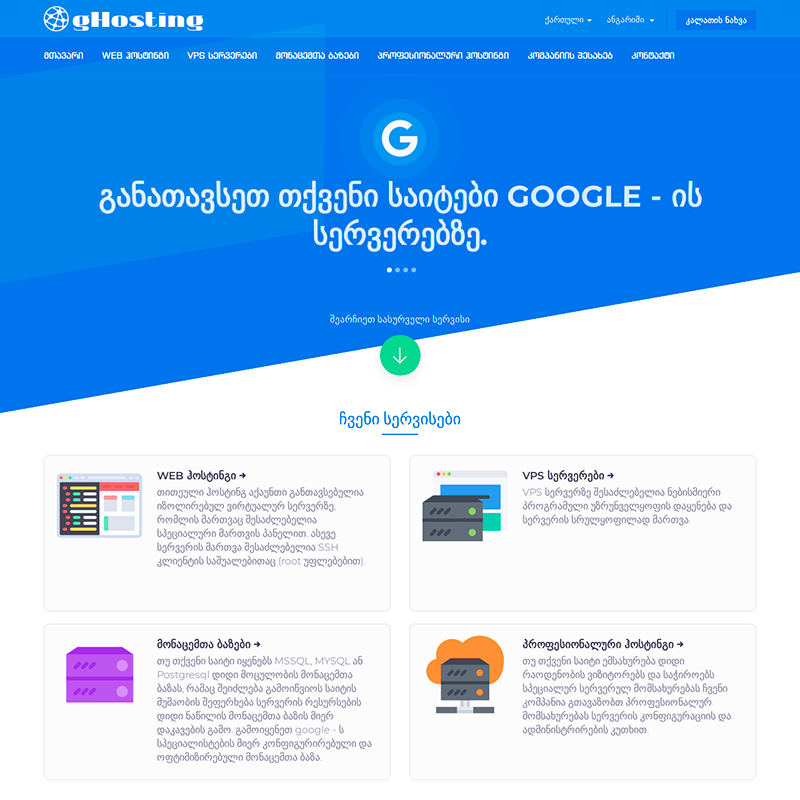 gHosting
ქართული
ანგარიში
კალათის ნახვა
მთავარი
WEB ჰოსტინგი
VPS სერვერები
მონაცემთა ბაზები
პროფესიონალური ჰოსტინგი
კომპანიის შესახებ
კონტაქტი
G
განათავსეთ თქვენი საიტები GOOGLE - ის
სერვერებზე.
შეარჩიეთ სასურველი სერვისი
ჩვენი სერვისები
WEB ჰოსტინგი →
თითეული ჰოსტინგ აქაუნთი განთავსებულია
იზოლირებულ ვირტუალურ სერვერზე,
რომლის მართვაც შესაძლებელია
სპეციალური მართვის პანელით. ასევე
სერვერის მართვა შესაძლებელია SSH
კლიენტის საშუალებითაც (root უფლებებით).
VPS სერვერები →
VPS სერვერზე შესაძლებელია ნებისმიერი
პროგრამული უზრუნველყოფის დაყენება და
სერვერის სრულყოფილად მართვა.
მონაცემთა ბაზები →
თუ თქვენი საიტი იყენებს MSSQL, MYSQL ან
Postgresql დიდი მოცულობის მონაცემთა
ბაზას, რამაც შეიძლება გამოიწვიოს საიტის
მუშაობის შეფერხება სერვერის რესურსების
დიდი ნაწილის მონაცემთა ბაზის მიერ
დაკავების გამო. გამოიყენეთ google - ს
სპეციალისტების მიერ კონფიგურირებული და
ოფტიმიზირებული მონაცემთა ბაზა.
პროფესიონალური ჰოსტინგი →
თუ თქვენი საიტი ემსახურება დიდი
რაოდენობის ვიზიტორებს და საჭიროებს
სპეციალურ სერვერულ მომსახურებას ჩვენი
კომპანია გთავაზობთ პროფესიონალურ
მომსახურებას სერვერის კონფიგურაციის და
ადმინისტრირების კუთხით.